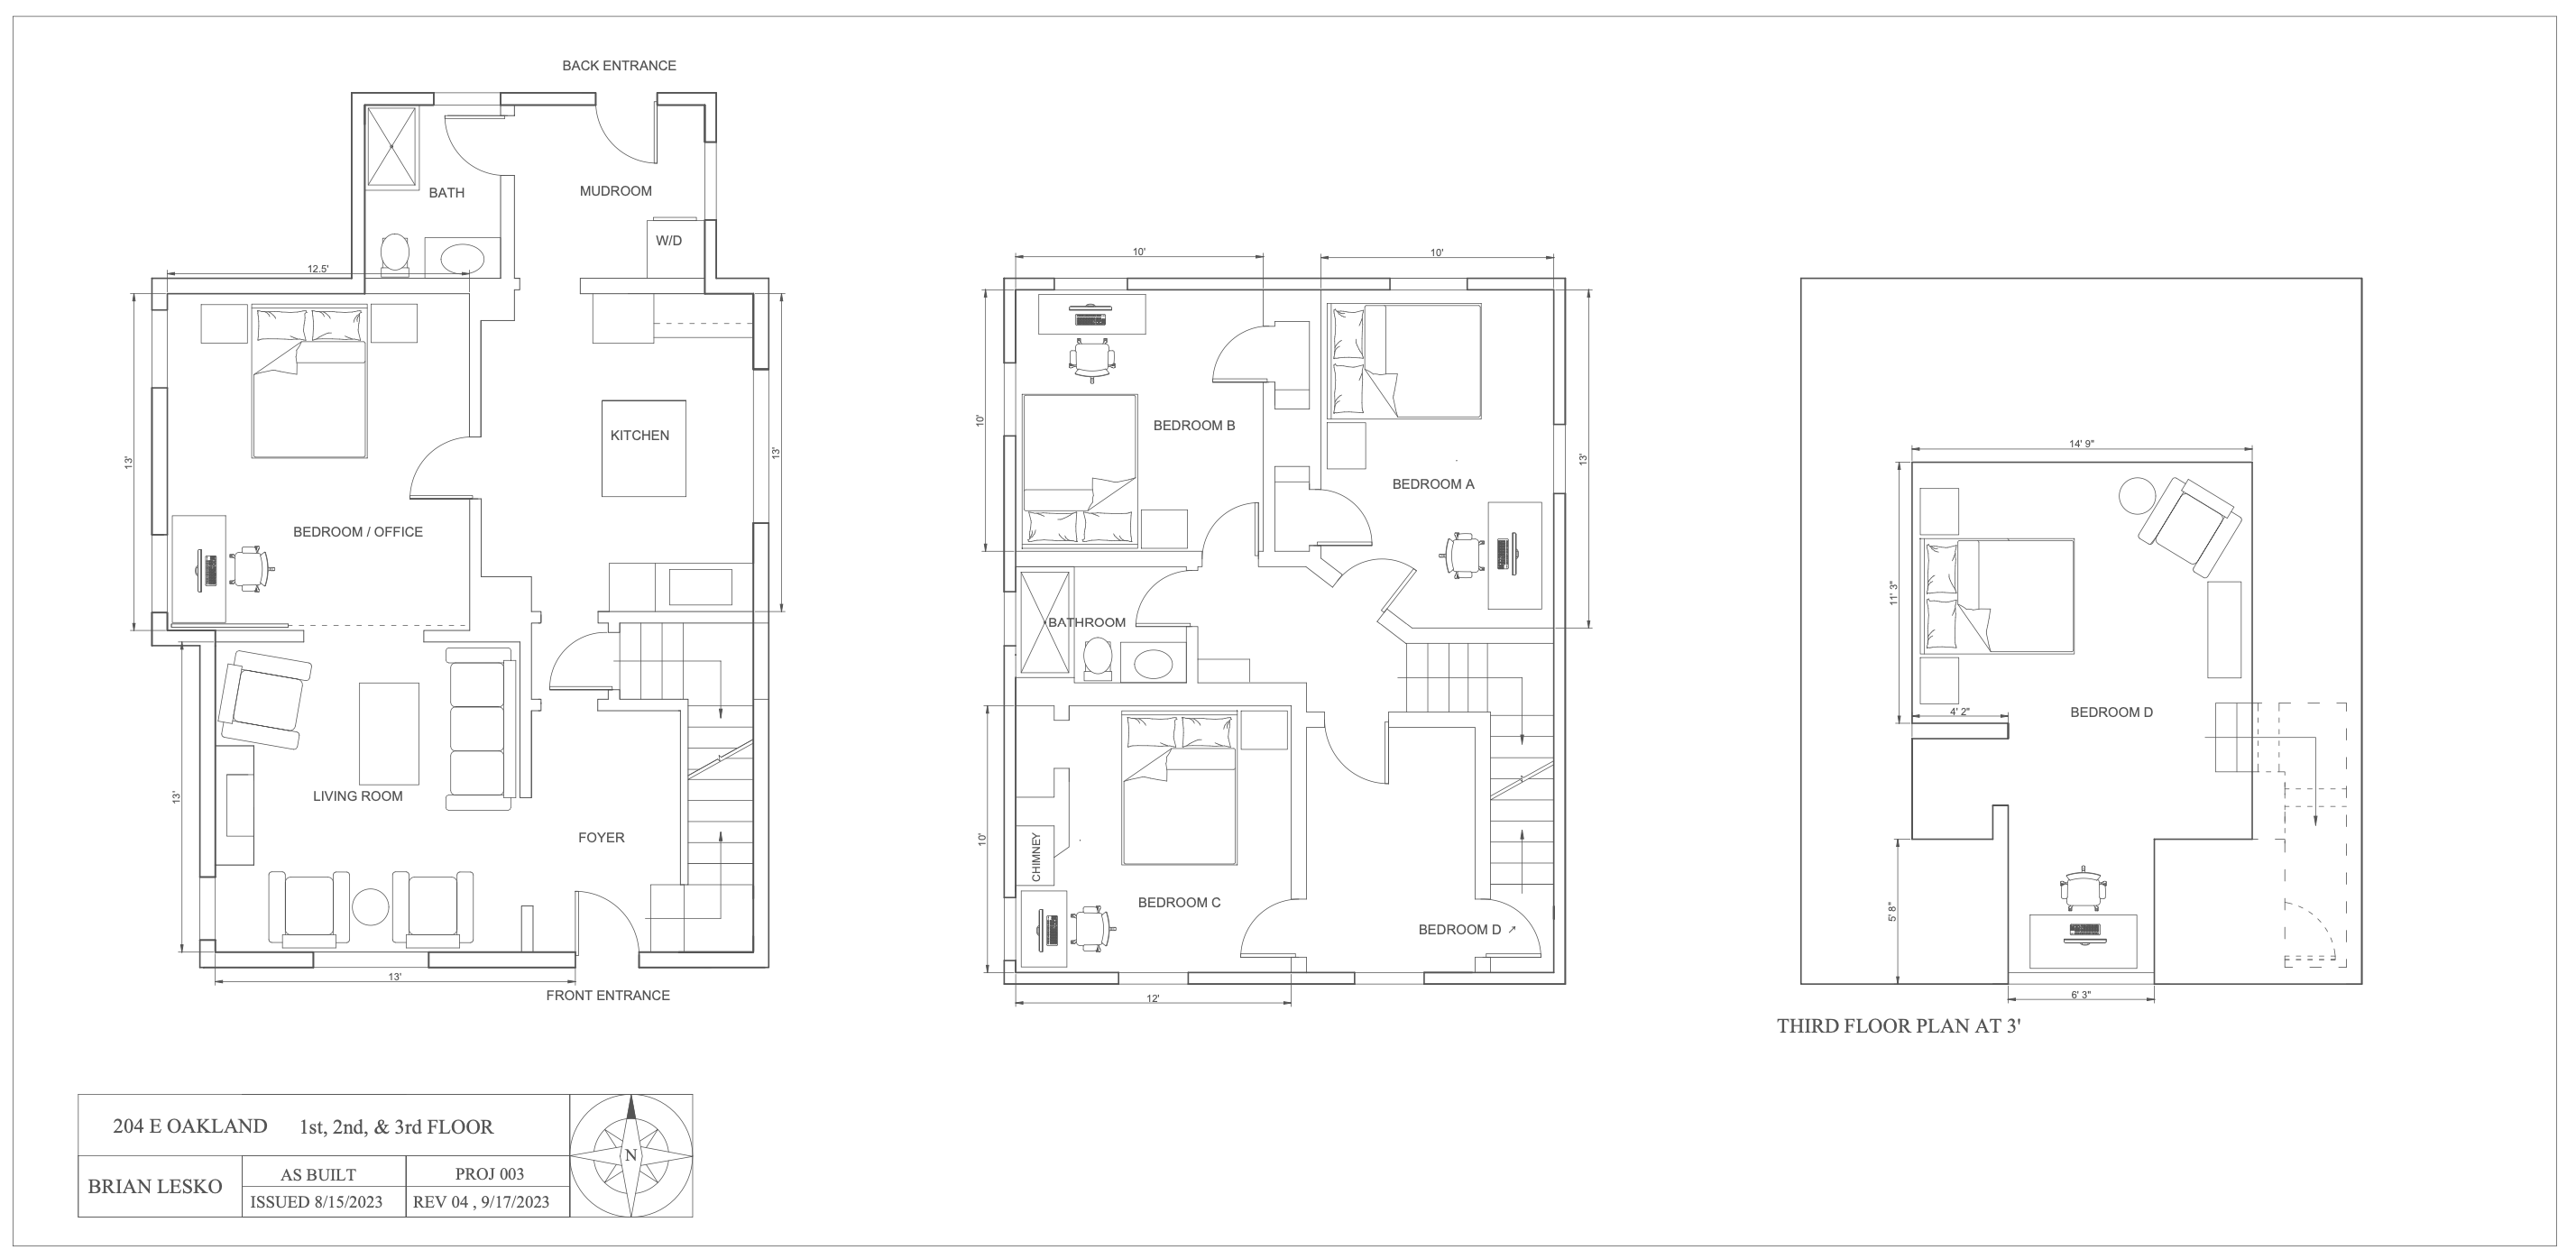 BACK ENTRANCE
BATH
MUDROOM
W/D
12.5'
13'
13'
KITCHEN
BEDROOM / OFFICE
13'
LIVING ROOM
FOYER
13'
FRONT ENTRANCE
10'
10'
10'
13'
BEDROOM B
BEDROOM A
BATHROOM
10'
CHIMNEY
BEDROOM C
BEDROOM D
12'
14' 9"
11' 3"
4' 2"
BEDROOM D
5' 8"
6' 3"
THIRD FLOOR PLAN AT 3'
204 E OAKLAND 1st, 2nd, & 3rd FLOOR
BRIAN LESKO
AS BUILT
PROJ 003
ISSUED 8/15/2023
REV 04 , 9/17/2023
N